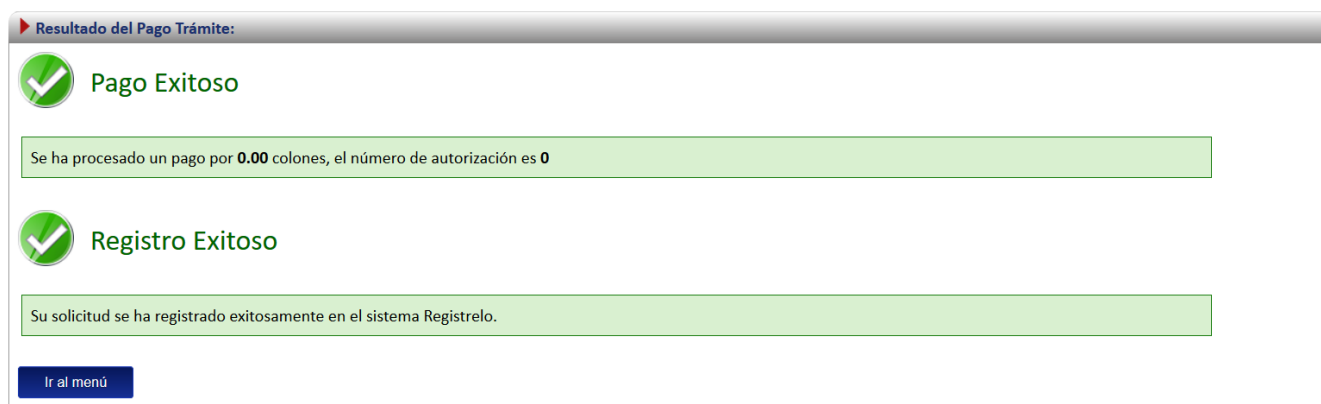 Resultado del Pago Trámite:
Pago Exitoso
Se ha procesado un pago por 0.00 colones, el número de autorización es 0
Registro Exitoso
Su solicitud se ha registrado exitosamente en el sistema Registrelo.
Ir al menú